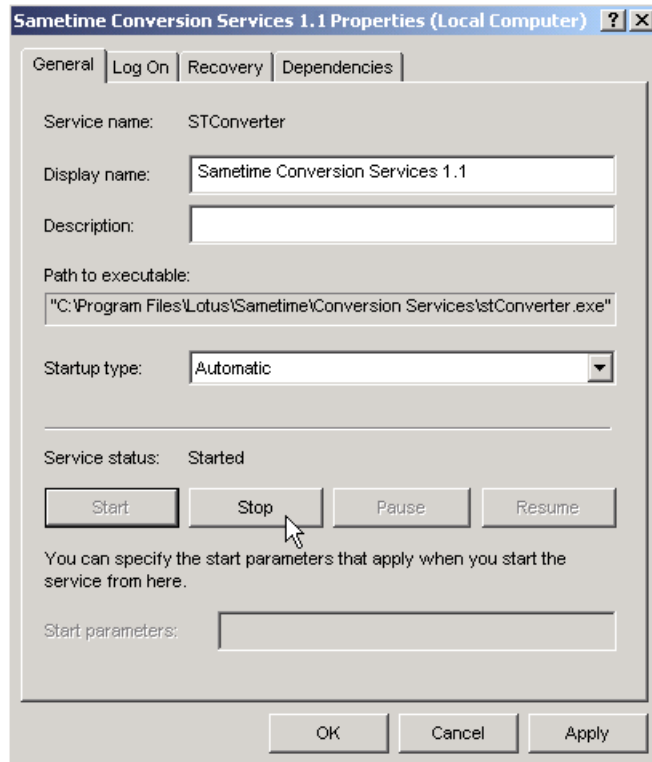 Sametime Conversion Services 1.1 Properties (Local Computer)
General Log On Recovery Dependencies
Service name: STConverter
Display name: Sametime Conversion Services 1.1
Description:
Path to executable:
"C:\Program Files\Lotus\Sametime\Conversion Services\stConverter.exe"
Startup type: Automatic
Service status: Started
Start Stop Pause Resume
You can specify the start parameters that apply when you start the
service from here.
Start parameters:
OK Cancel Apply